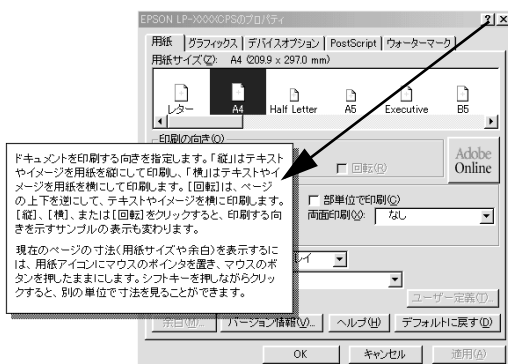 EPSON LP-XXXXCPSのプロパティ
用紙 グラフィックス デバイスオプション PostScript ウォーターマーク
用紙サイズ(Z): A4 (209.9 x 297.0 mm)
レター A4 Half Letter A5 Executive B5
印刷の向き(O)
ドキュメントを印刷する向きを指定します。「縦」はテキスト
やイメージを用紙を縦にして印刷し、「横」はテキストやイ
メージを用紙を横にして印刷します。[回転]は、ページ
の上下を逆にして、テキストやイメージを横に印刷します。
[縦]、[横]、または[回転]をクリックすると、印刷する向
きを示すサンプルの表示も変わります。
現在のページの寸法(用紙サイズや余白)を表示するに
は、用紙アイコンにマウスのポインタを置き、マウスのボ
タンを押したままにします。シフトキーを押しながらクリッ
クすると、別の単位で寸法を見ることができます。
回転(R)
Adobe
Online
部単位で印刷(C)
両面印刷(X): なし
レイ
ユーザー定義(T)...
余白(M)... バージョン情報(V)... ヘルプ(H) デフォルトに戻す(D)
OK キャンセル 適用(A)